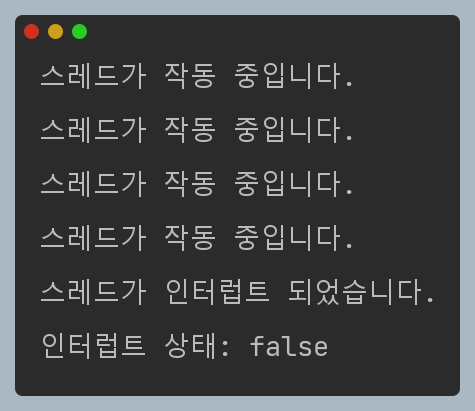 스레드가 작동 중입니다.
스레드가 작동 중입니다.
스레드가 작동 중입니다.
스레드가 작동 중입니다.
스레드가 인터럽트 되었습니다.
인터럽트 상태: false